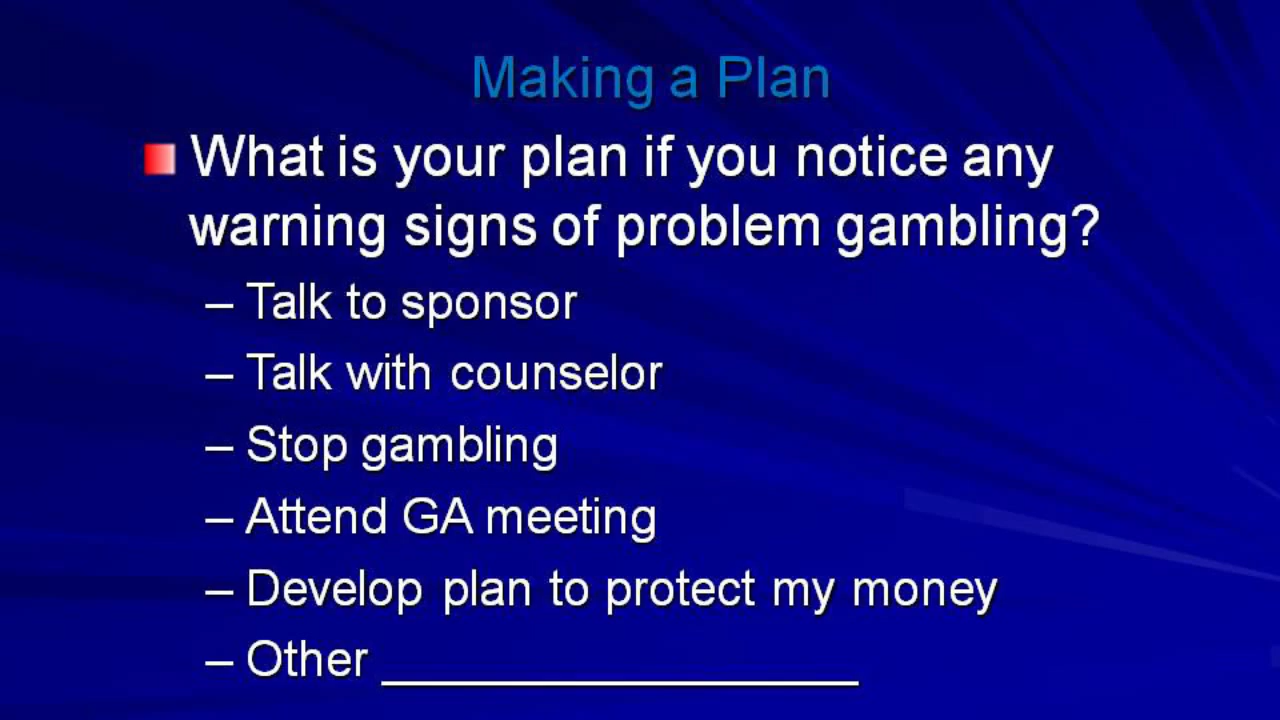 Making a Plan
What is your plan if you notice any
warning signs of problem gambling?
– Talk to sponsor
– Talk with counselor
– Stop gambling
– Attend GA meeting
– Develop plan to protect my money
– Other ___________________